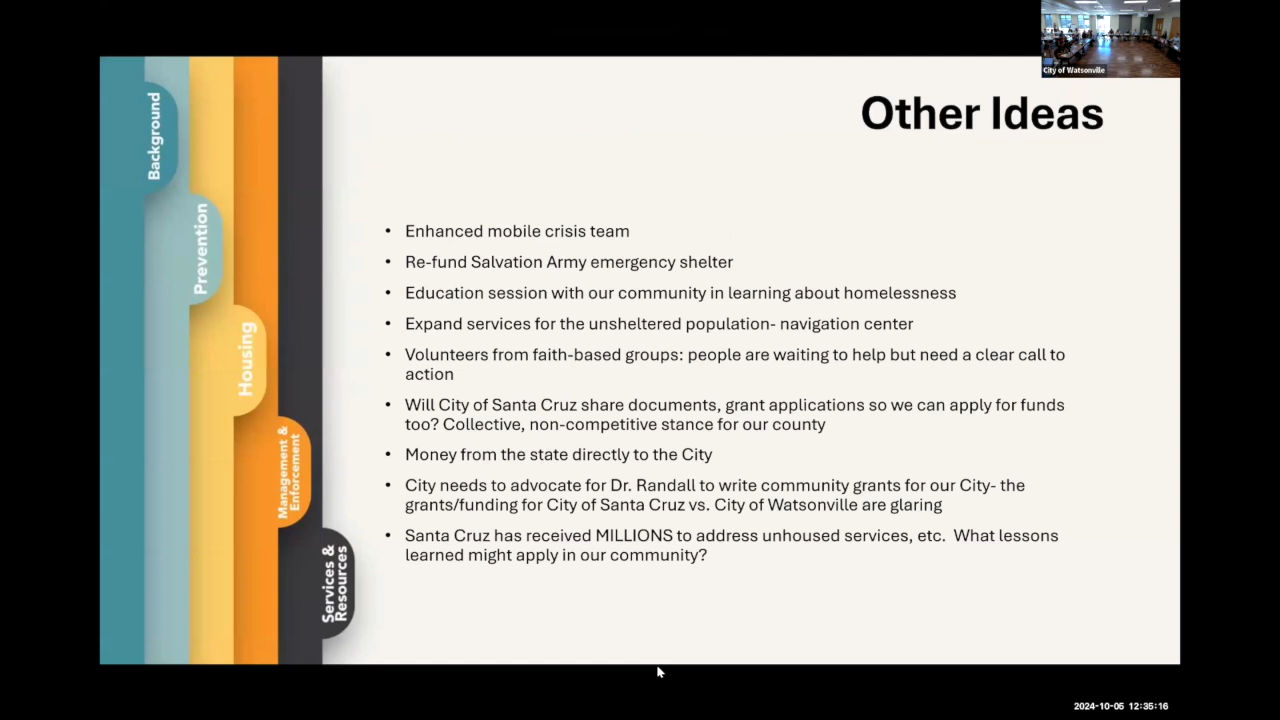 City of Watsonville
Other Ideas
Background
Prevention
Housing
Management &
Enforcement
Services &
Resources
• Enhanced mobile crisis team
• Re-fund Salvation Army emergency shelter
• Education session with our community in learning about homelessness
• Expand services for the unsheltered population- navigation center
• Volunteers from faith-based groups: people are waiting to help but need a clear call to
action
• Will City of Santa Cruz share documents, grant applications so we can apply for funds
too? Collective, non-competitive stance for our county
• Money from the state directly to the City
• City needs to advocate for Dr. Randall to write community grants for our City- the
grants/funding for City of Santa Cruz vs. City of Watsonville are glaring
• Santa Cruz has received MILLIONS to address unhoused services, etc.  What lessons
learned might apply in our community?
2024-10-05 12:35:16